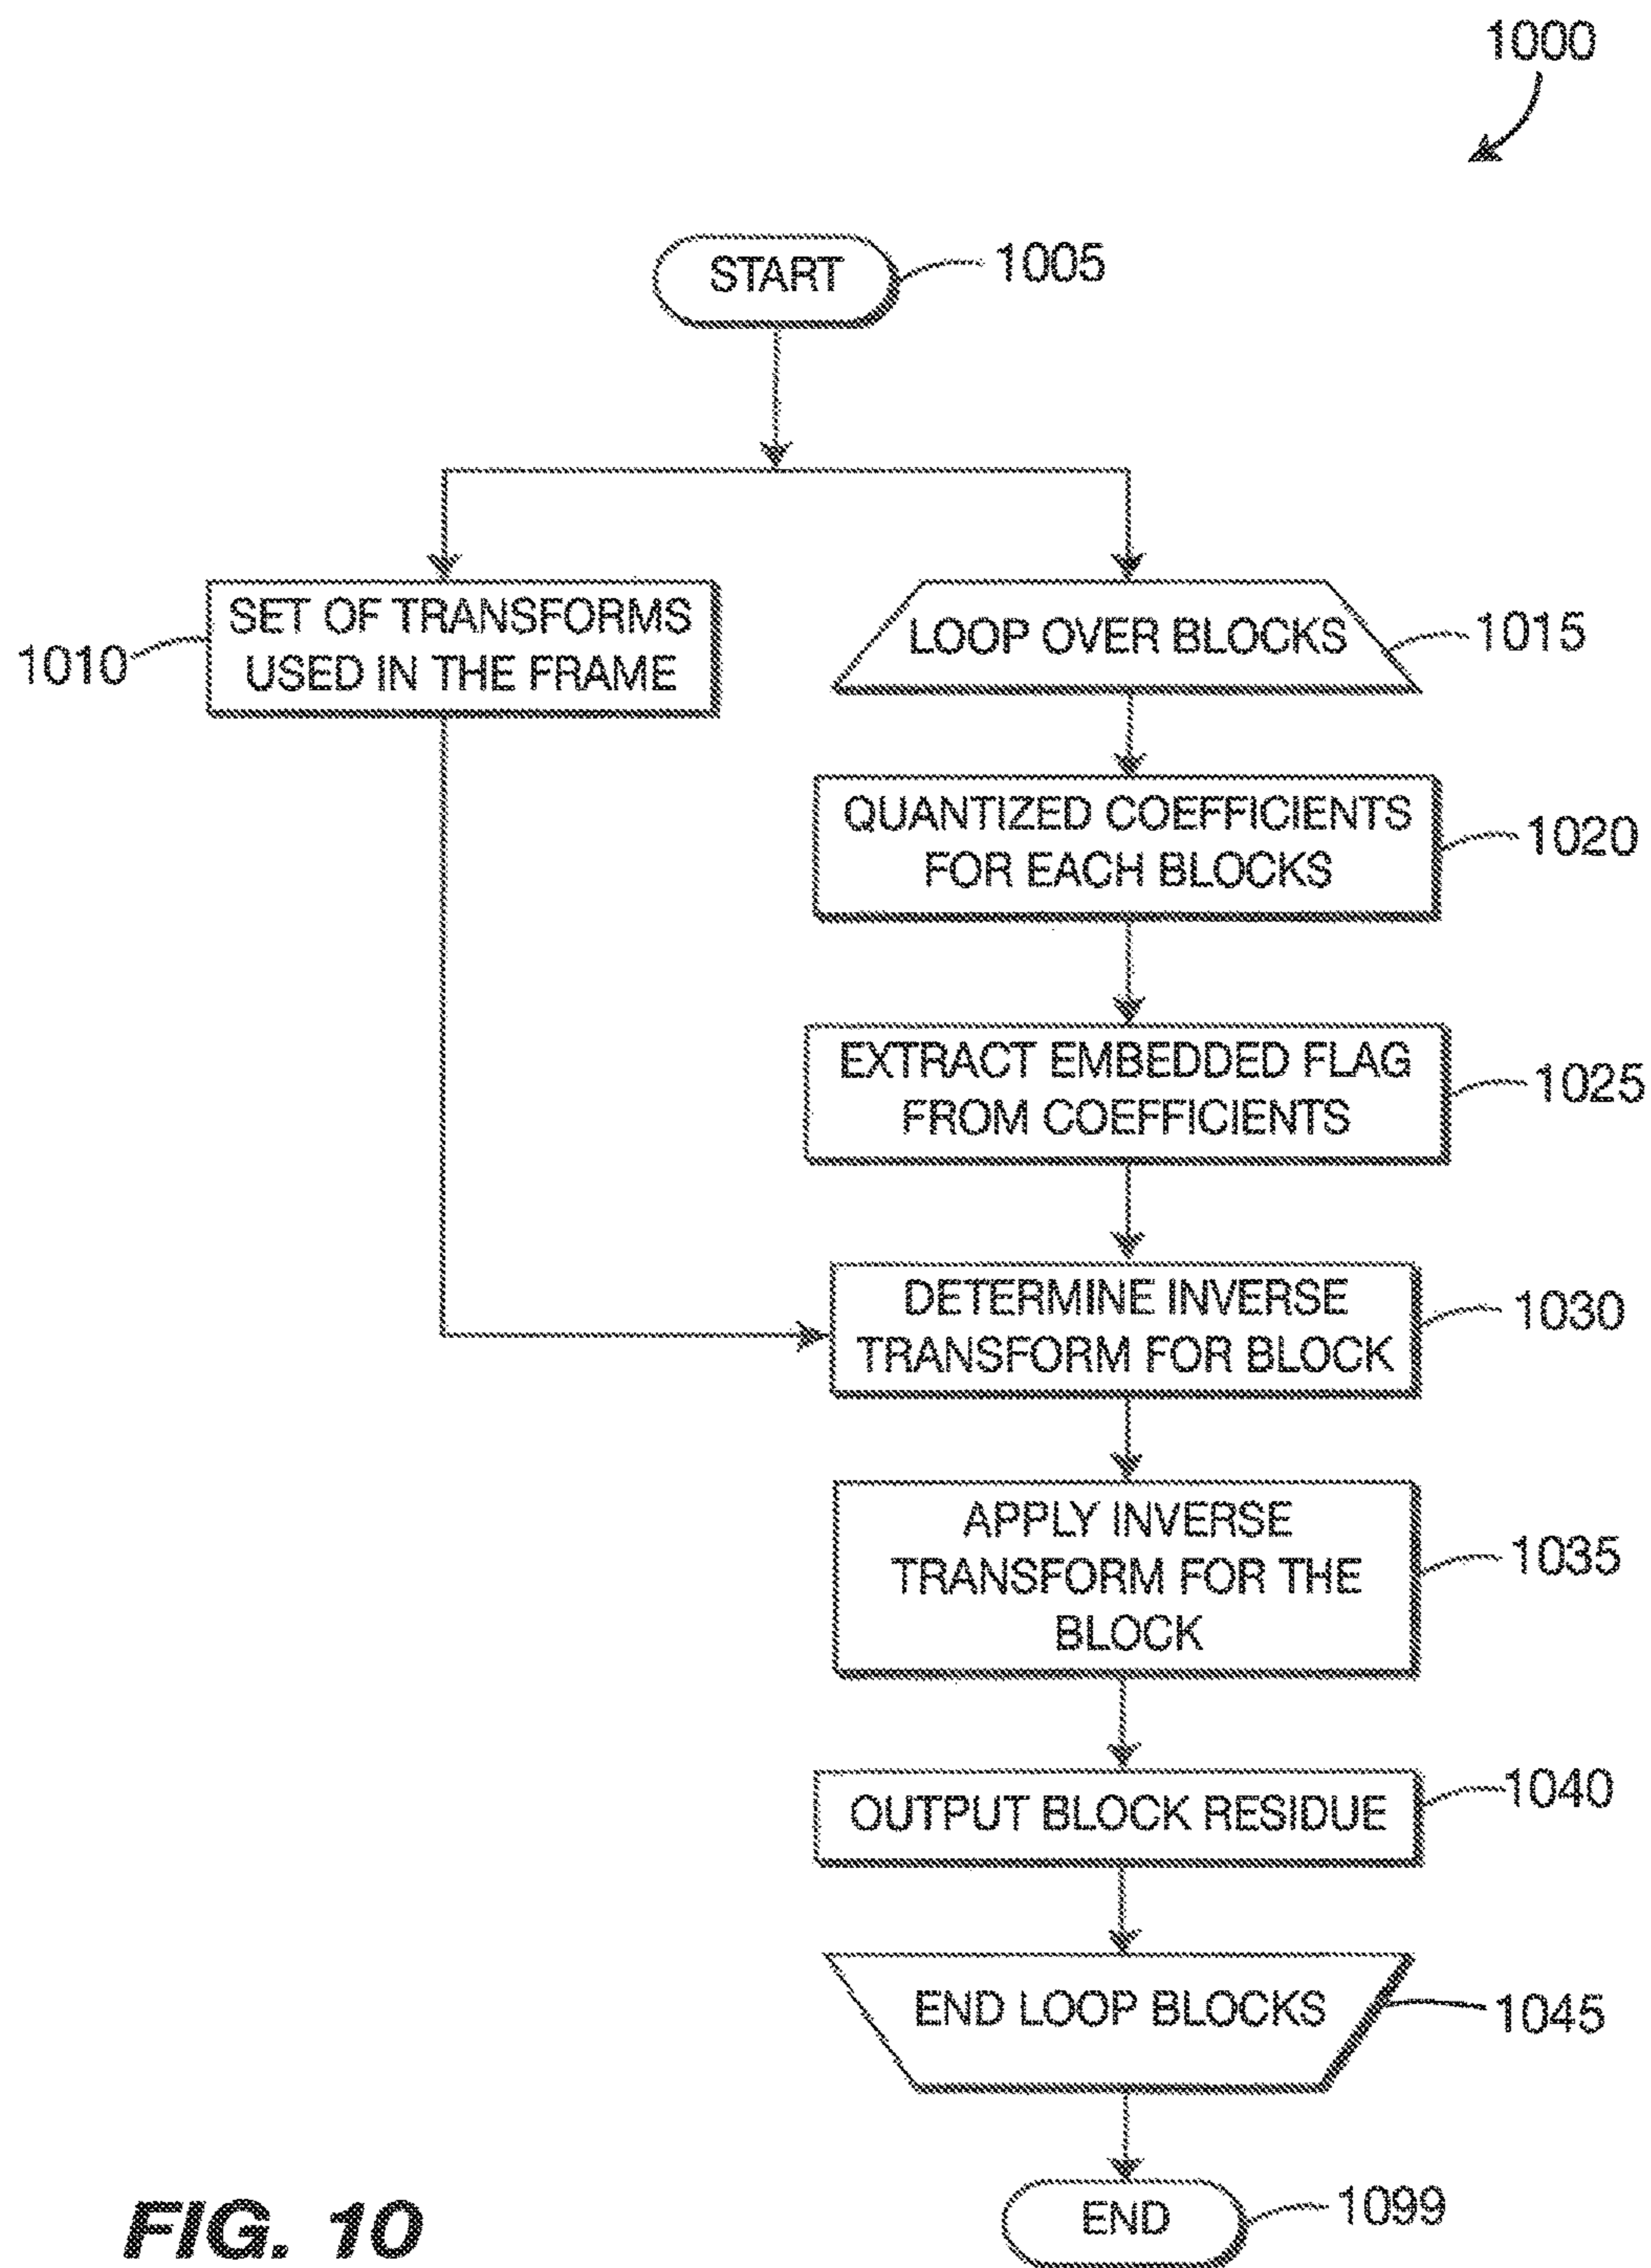 1000
START
1005
SET OF TRANSFORMS
USED IN THE FRAME
1010
LOOP OVER BLOCKS
1015
QUANTIZED COEFFICIENTS
FOR EACH BLOCKS
1020
EXTRACT EMBEDDED FLAG
FROM COEFFICIENTS
1025
DETERMINE INVERSE
TRANSFORM FOR BLOCK
1030
APPLY INVERSE
TRANSFORM FOR THE
BLOCK
1035
OUTPUT BLOCK RESIDUE
1040
END LOOP BLOCKS
1045
END
1099
FIG. 10